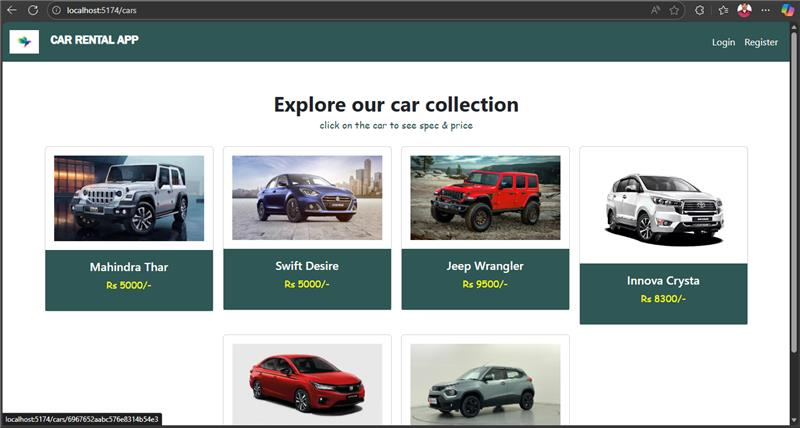 localhost:5174/cars
CAR RENTAL APP
Login Register
Explore our car collection
click on the car to see spec & price
Mahindra Thar
Rs 5000/-
Swift Desire
Rs 5000/-
Jeep Wrangler
Rs 9500/-
Innova Crysta
Rs 8300/-
localhost:5174/cars/6967652aabc576e8314b54e3